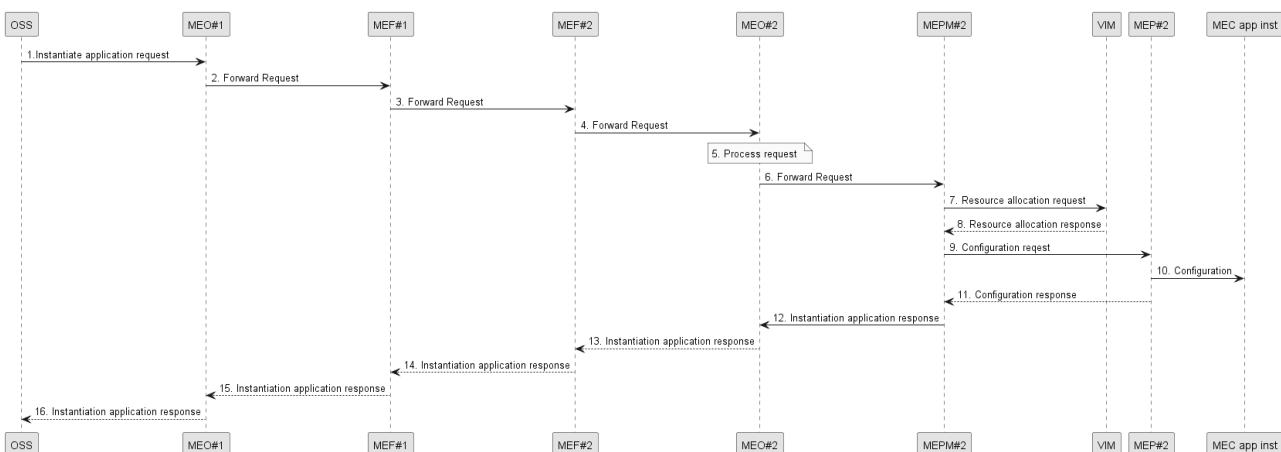 OSS MEO#1 MEF#1 MEF#2 MEO#2 MEPM#2 VIM MEP#2 MEC app inst
1.Instantiate application request
2. Forward Request
3. Forward Request
4. Forward Request
5. Process request
6. Forward Request
7. Resource allocation request
8. Resource allocation response
9. Configuration reqest
10. Configuration
11. Configuration response
12. Instantiation application response
13. Instantiation application response
14. Instantiation application response
15. Instantiation application response
16. Instantiation application response
OSS MEO#1 MEF#1 MEF#2 MEO#2 MEPM#2 VIM MEP#2 MEC app inst